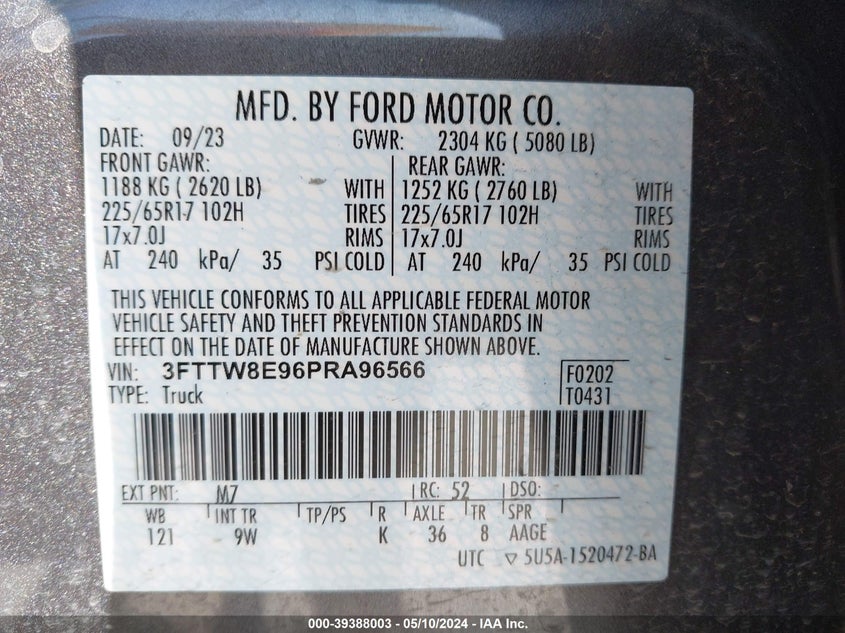 MFD. BY FORD MOTOR CO.
DATE: 09/23 GVWR: 2304 KG ( 5080 LB)
FRONT GAWR: REAR GAWR:
1188 KG ( 2620 LB) WITH 1252 KG ( 2760 LB) WITH
225/65R17 102H TIRES 225/65R17 102H TIRES
17x7.0J RIMS 17x7.0J RIMS
AT 240 kPa/ 35 PSI COLD AT 240 kPa/ 35 PSI COLD
THIS VEHICLE CONFORMS TO ALL APPLICABLE FEDERAL MOTOR
VEHICLE SAFETY AND THEFT PREVENTION STANDARDS IN
EFFECT ON THE DATE OF MANUFACTURE SHOWN ABOVE.
VIN: 3FTTW8E96PRA96566 F0202
TYPE: Truck T0431
EXT PNT: M7 RC: 52 DSO:
WB INT TR TP/PS R AXLE TR SPR
121 9W K 36 8 AAGE
UTC ▽ 5U5A-1520472-BA
000-39388003 — 05/10/2024 — IAA Inc.